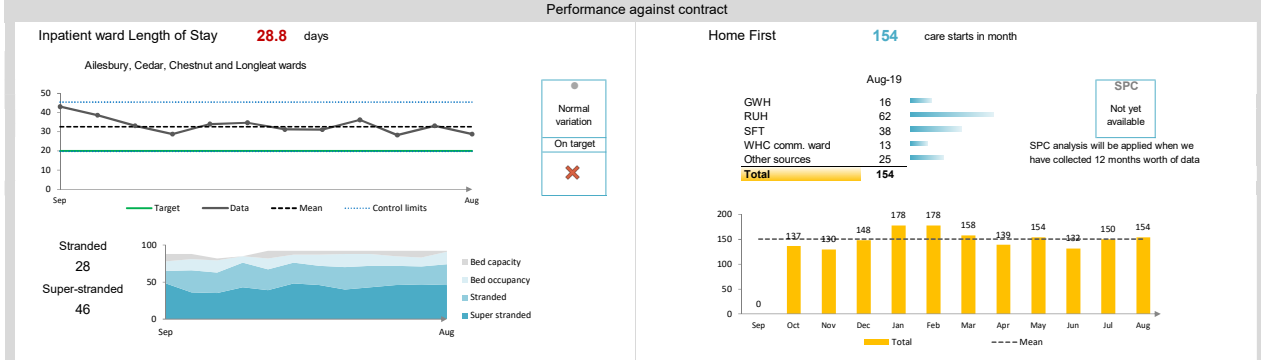 Performance against contract
Inpatient ward Length of Stay 28.8 days
Ailesbury, Cedar, Chestnut and Longleat wards
50
40
30
20
10
0
Sep Aug
Target Data Mean Control limits
Normal
variation
On target
Stranded
28
Super-stranded
46
100
50
0
Sep Aug
Bed capacity
Bed occupancy
Stranded
Super stranded
Home First 154 care starts in month
Aug-19
GWH 16
RUH 62
SFT 38
WHC comm. ward 13
Other sources 25
Total 154
SPC
Not yet
available
SPC analysis will be applied when we
have collected 12 months worth of data
200
150
100
50
0
0 137 130 148 178 178 158 139 154 132 150 154
Sep Oct Nov Dec Jan Feb Mar Apr May Jun Jul Aug
Total Mean